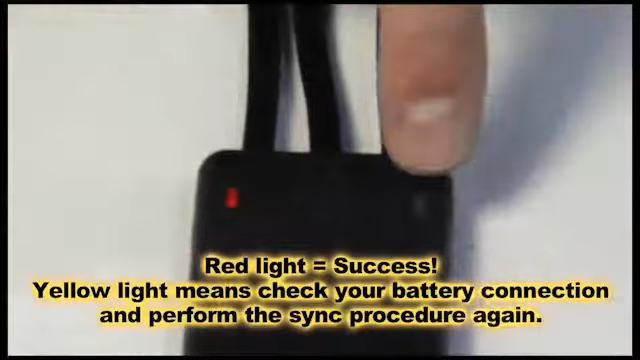 Red light = Success!
Yellow light means check your battery connection
and perform the sync procedure again.